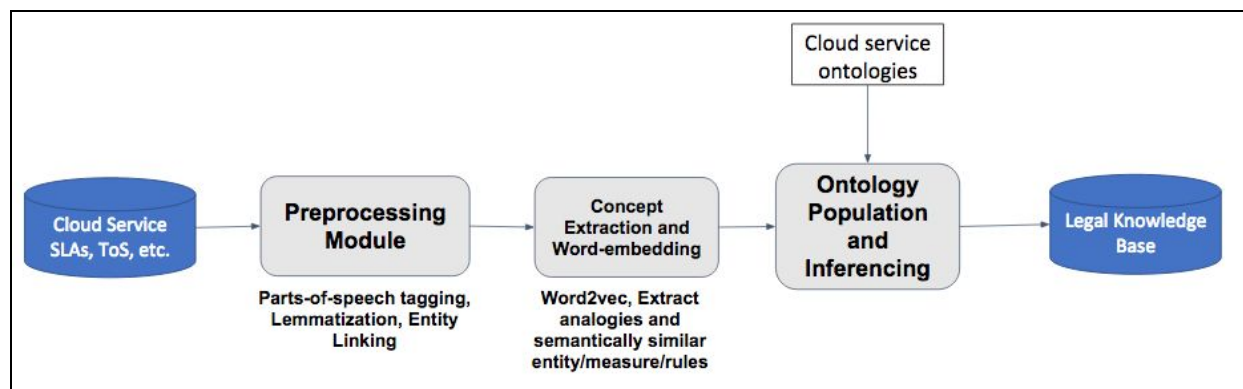 Cloud service
ontologies
Cloud Service
SLAs, ToS, etc.
Preprocessing
Module
Parts-of-speech tagging,
Lemmatization, Entity
Linking
Concept
Extraction and
Word-embedding
Word2vec, Extract
analogies and
semantically similar
entity/measure/rules
Ontology
Population
and
Inferencing
Legal Knowledge
Base